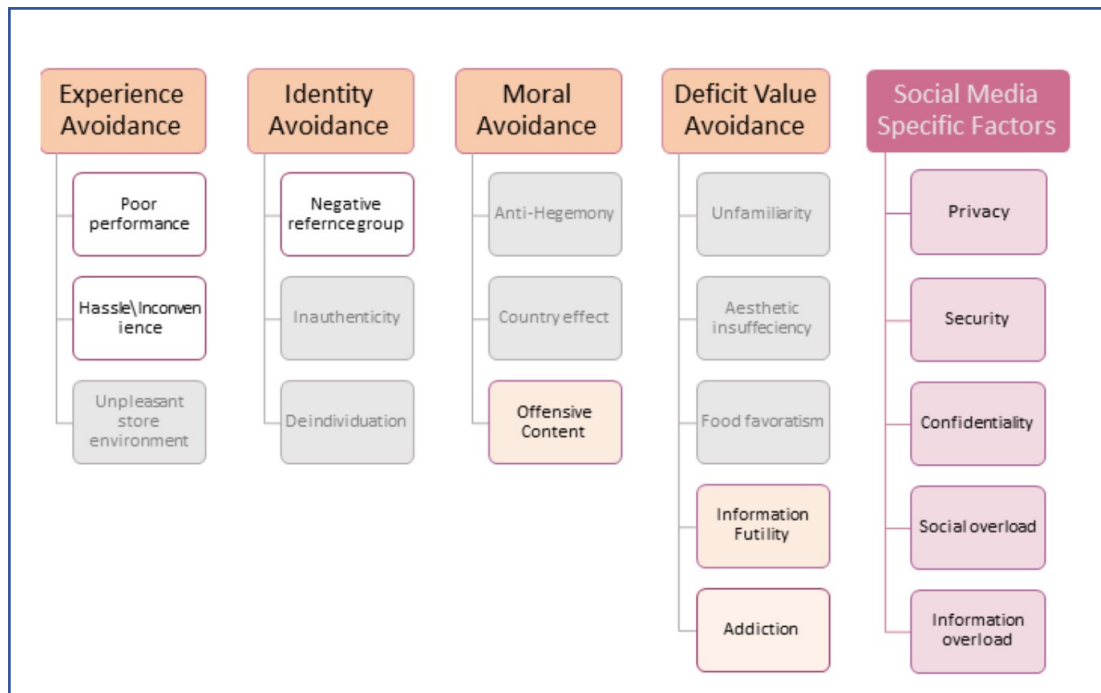 Experience
Avoidance
Poor
performance
Hassle\Inconven
ience
Unpleasant
store
environment
Identity
Avoidance
Negative
refernce group
Inauthenticity
Deindividuation
Moral
Avoidance
Anti-Hegemony
Country effect
Offensive
Content
Deficit Value
Avoidance
Unfamiliarity
Aesthetic
insuffeciency
Food favoratism
Information
Futility
Addiction
Social Media
Specific Factors
Privacy
Security
Confidentiality
Social overload
Information
overload